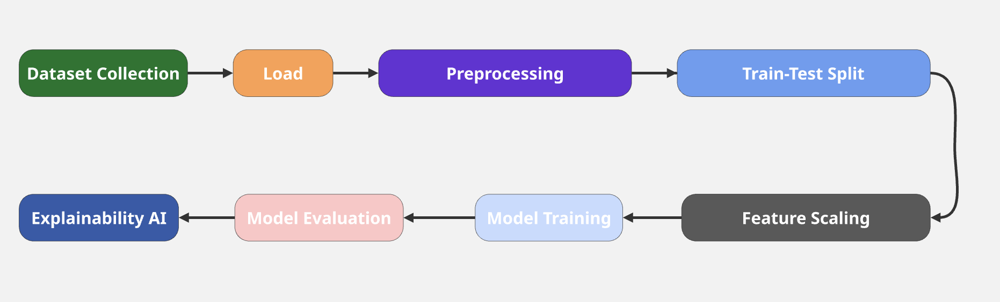 Dataset Collection
Load
Preprocessing
Train-Test Split
Feature Scaling
Model Training
Model Evaluation
Explainability AI